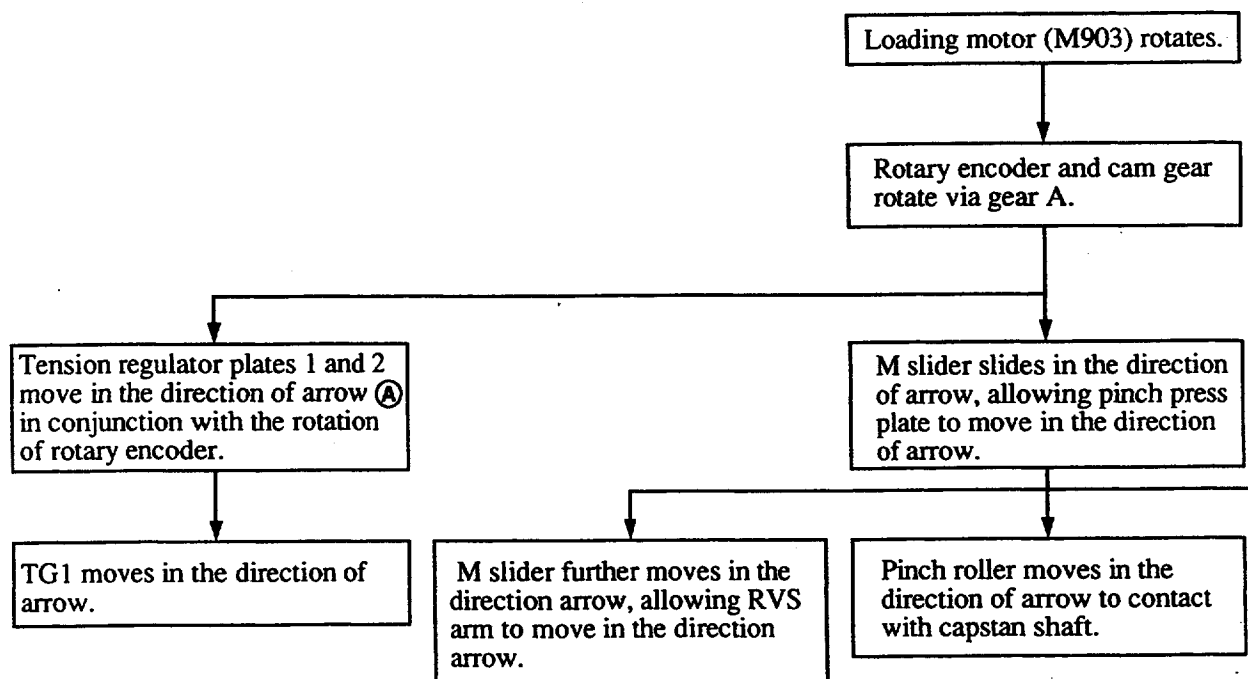 Loading motor (M903) rotates.
Rotary encoder and cam gear
rotate via gear A.
Tension regulator plates 1 and 2
move in the direction of arrow Ⓐ
in conjunction with the rotation
of rotary encoder.
M slider slides in the direction
of arrow, allowing pinch press
plate to move in the direction
of arrow.
TG1 moves in the direction of
arrow.
M slider further moves in the
direction arrow, allowing RVS
arm to move in the direction
arrow.
Pinch roller moves in the
direction of arrow to contact
with capstan shaft.